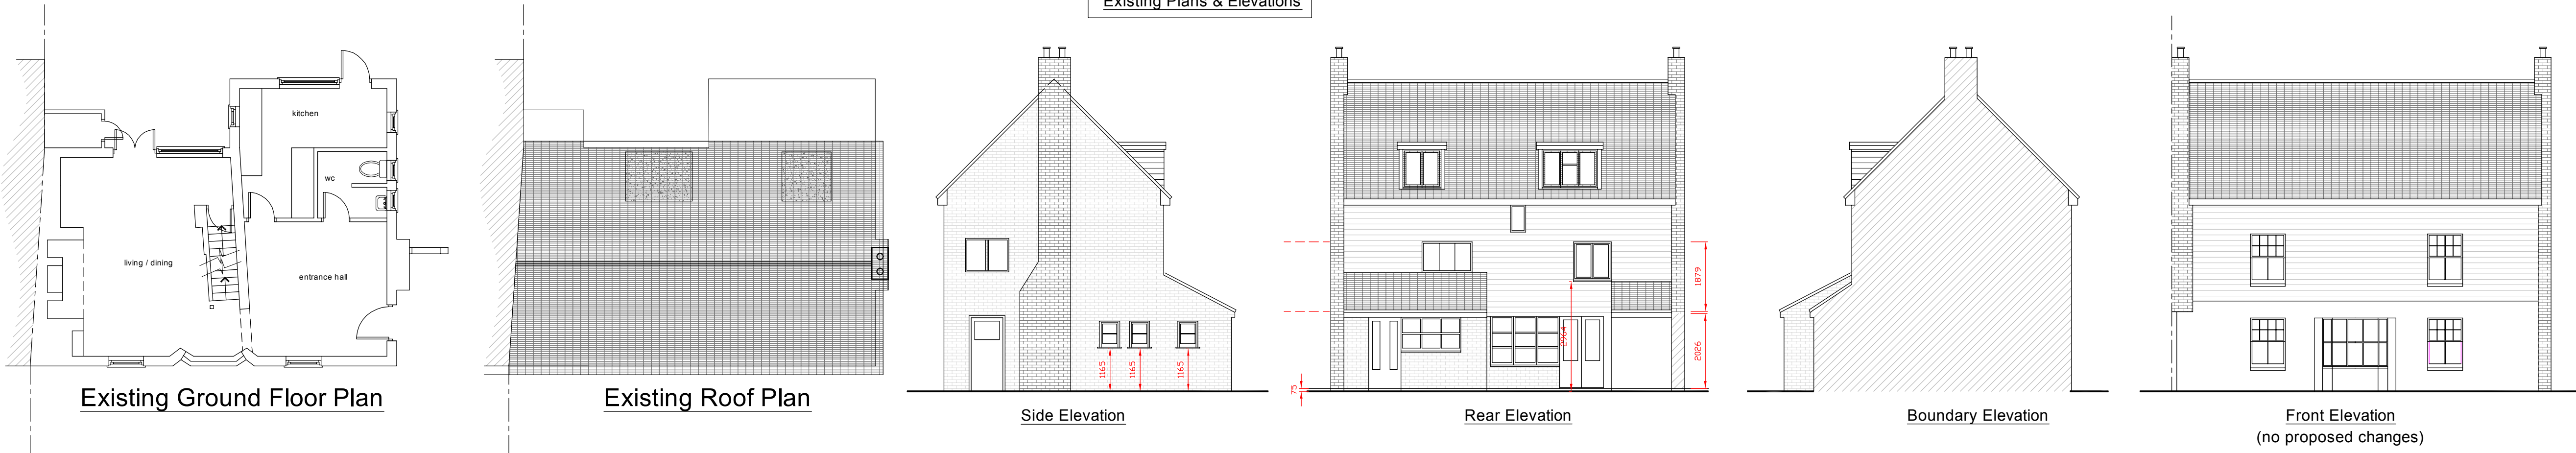 Existing Plans & Elevations
kitchen
wc
living / dining
entrance hall
Existing Ground Floor Plan
Existing Roof Plan
1165
1165
1165
Side Elevation
75
2964
1879
2026
Rear Elevation
Boundary Elevation
Front Elevation
(no proposed changes)